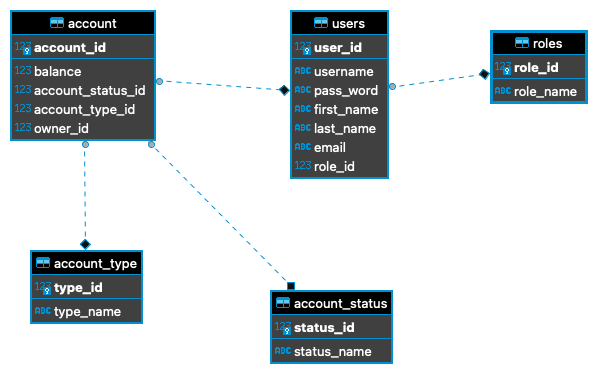 account
123 account_id
123 balance
123 account_status_id
123 account_type_id
123 owner_id
users
123 user_id
ABC username
ABC pass_word
ABC first_name
ABC last_name
ABC email
123 role_id
roles
123 role_id
ABC role_name
account_type
123 type_id
ABC type_name
account_status
123 status_id
ABC status_name